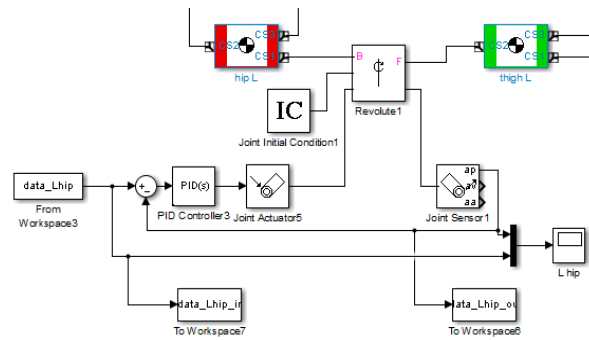 CS2
CS3
CS1
hip L
B
F
Revolute1
CS2
CS3
CS1
thigh L
IC
Joint Initial Condition1
data_Lhip
From
Workspace3
+
-
PID(s)
PID Controller3
Joint Actuator5
ap
av
aa
Joint Sensor1
L hip
data_Lhip_in
To Workspace7
data_Lhip_ou
To Workspace6